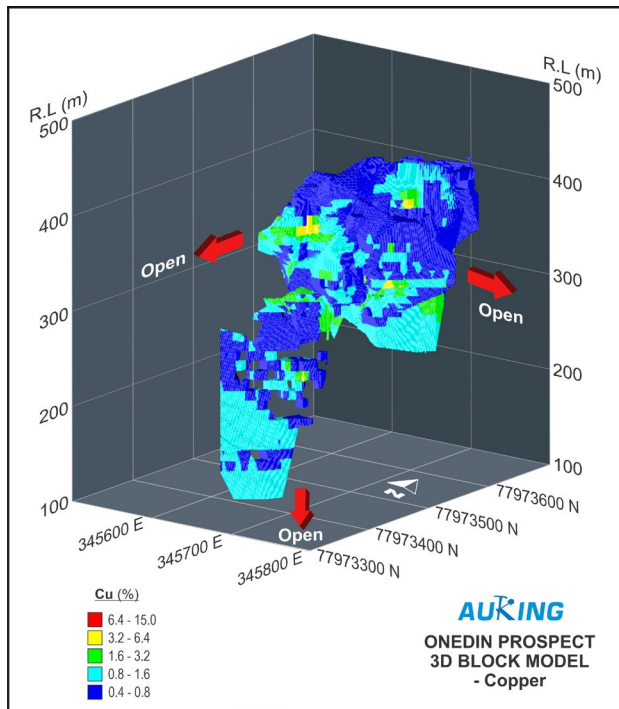 R.L (m)
500
400
300
200
100
R.L (m)
500
400
300
200
100
Open
Open
Open
345600 E
345700 E
345800 E
77973300 N
77973400 N
77973500 N
77973600 N
N
Cu (%)
6.4 - 15.0
3.2 - 6.4
1.6 - 3.2
0.8 - 1.6
0.4 - 0.8
AUKING
ONEDIN PROSPECT
3D BLOCK MODEL
- Copper